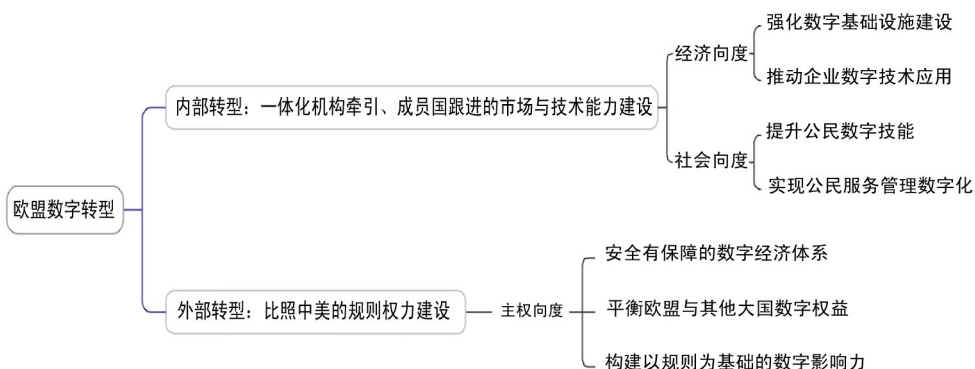 欧盟数字转型
内部转型：一体化机构牵引、成员国跟进的市场与技术能力建设
经济向度
强化数字基础设施建设
推动企业数字技术应用
社会向度
提升公民数字技能
实现公民服务管理数字化
外部转型：比照中美的规则权力建设
主权向度
安全有保障的数字经济体系
平衡欧盟与其他大国数字权益
构建以规则为基础的数字影响力